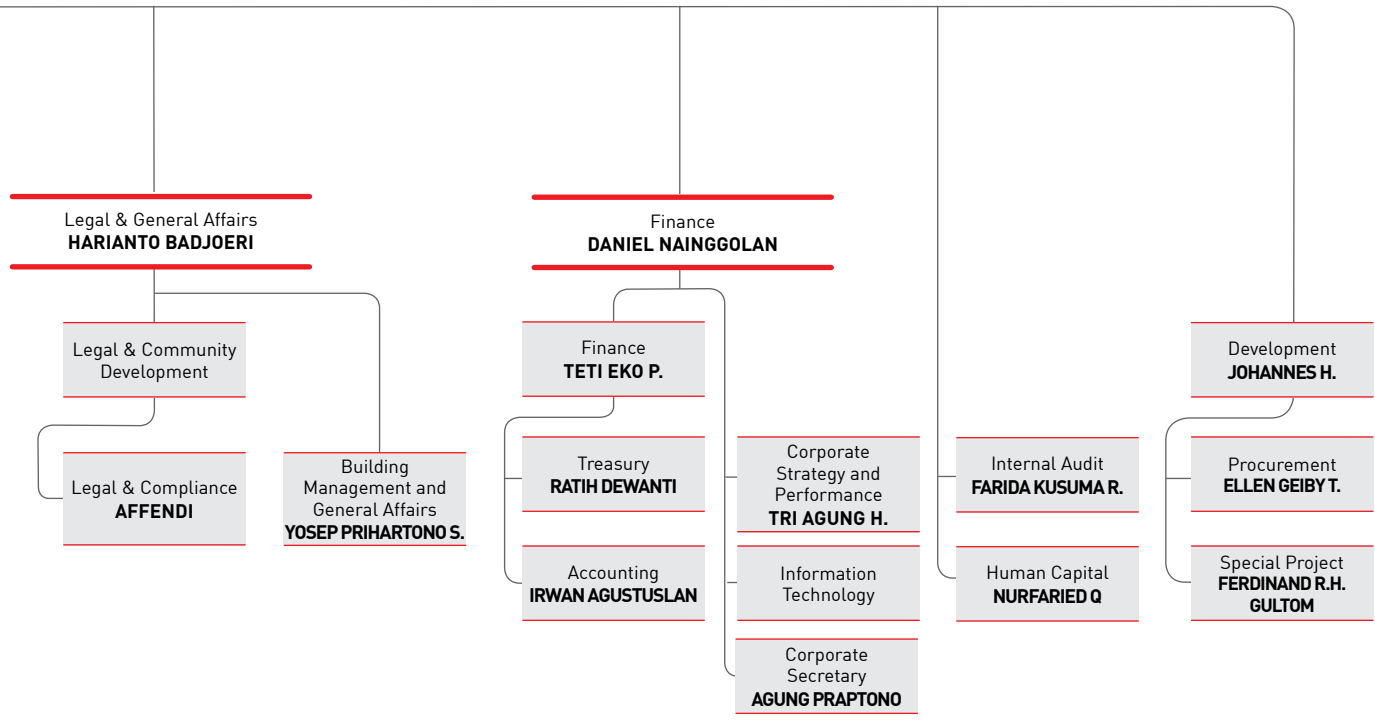 Legal & General Affairs
HARIANTO BADJOERI
Finance
DANIEL NAINGGOLAN
Legal & Community
Development
Finance
TETI EKO P.
Development
JOHANNES H.
Legal & Compliance
AFFENDI
Building
Management and
General Affairs
YOSEP PRIHARTONO S.
Treasury
RATIH DEWANTI
Corporate
Strategy and
Performance
TRI AGUNG H.
Internal Audit
FARIDA KUSUMA R.
Procurement
ELLEN GEIBY T.
Accounting
IRWAN AGUSTUSLAN
Information
Technology
Human Capital
NURFARIED Q
Special Project
FERDINAND R.H.
GULTOM
Corporate
Secretary
AGUNG PRAPTONO